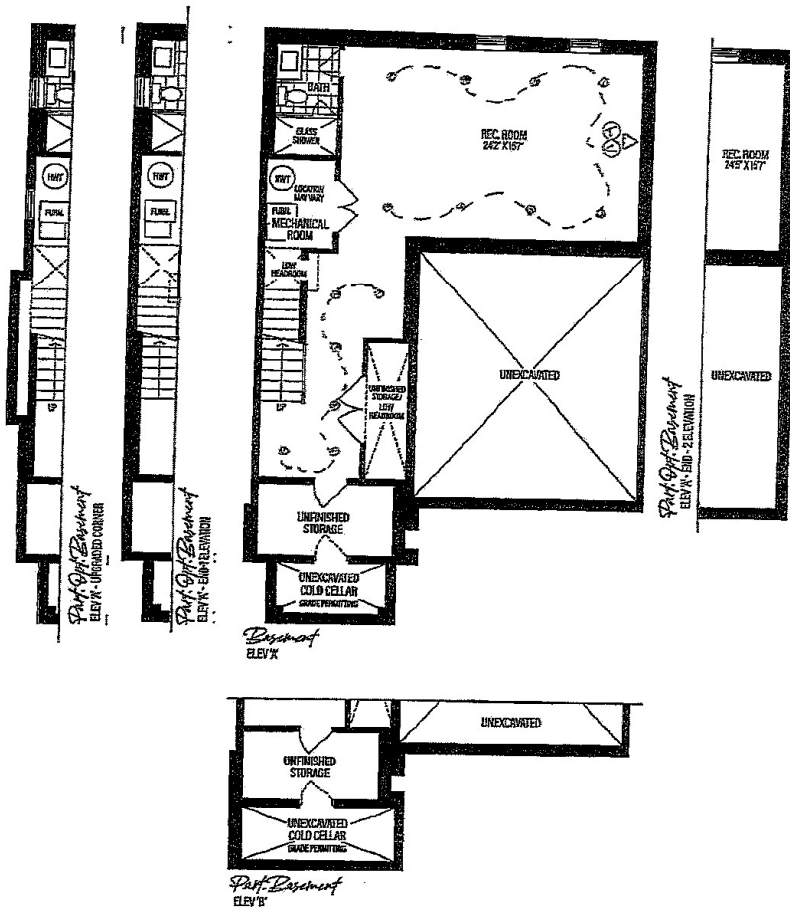 HWT
FURN.
UP
Part. Opt. Basement
ELEV 'A' - UPGRADED CORNER
HWT
FURN.
UP
Part. Opt. Basement
ELEV 'A' - END-1 ELEVATION
BATH
GLASS
SHOWER
HWT
LOCATION
MAY VARY
FURN.
MECHANICAL
ROOM
LOW
HEADROOM
UP
REC. ROOM
24'2" X 15'7"
UNFINISHED
STORAGE/
LOW
HEADROOM
UNEXCAVATED
UNFINISHED
STORAGE
UNEXCAVATED
COLD CELLAR
GRADE PERMITTING
Basement
ELEV 'A'
REC. ROOM
24'5" X 15'7"
UNEXCAVATED
Part. Opt. Basement
ELEV 'A' - END - 2 ELEVATION
UNEXCAVATED
UNFINISHED
STORAGE
UNEXCAVATED
COLD CELLAR
GRADE PERMITTING
Part. Basement
ELEV 'B'